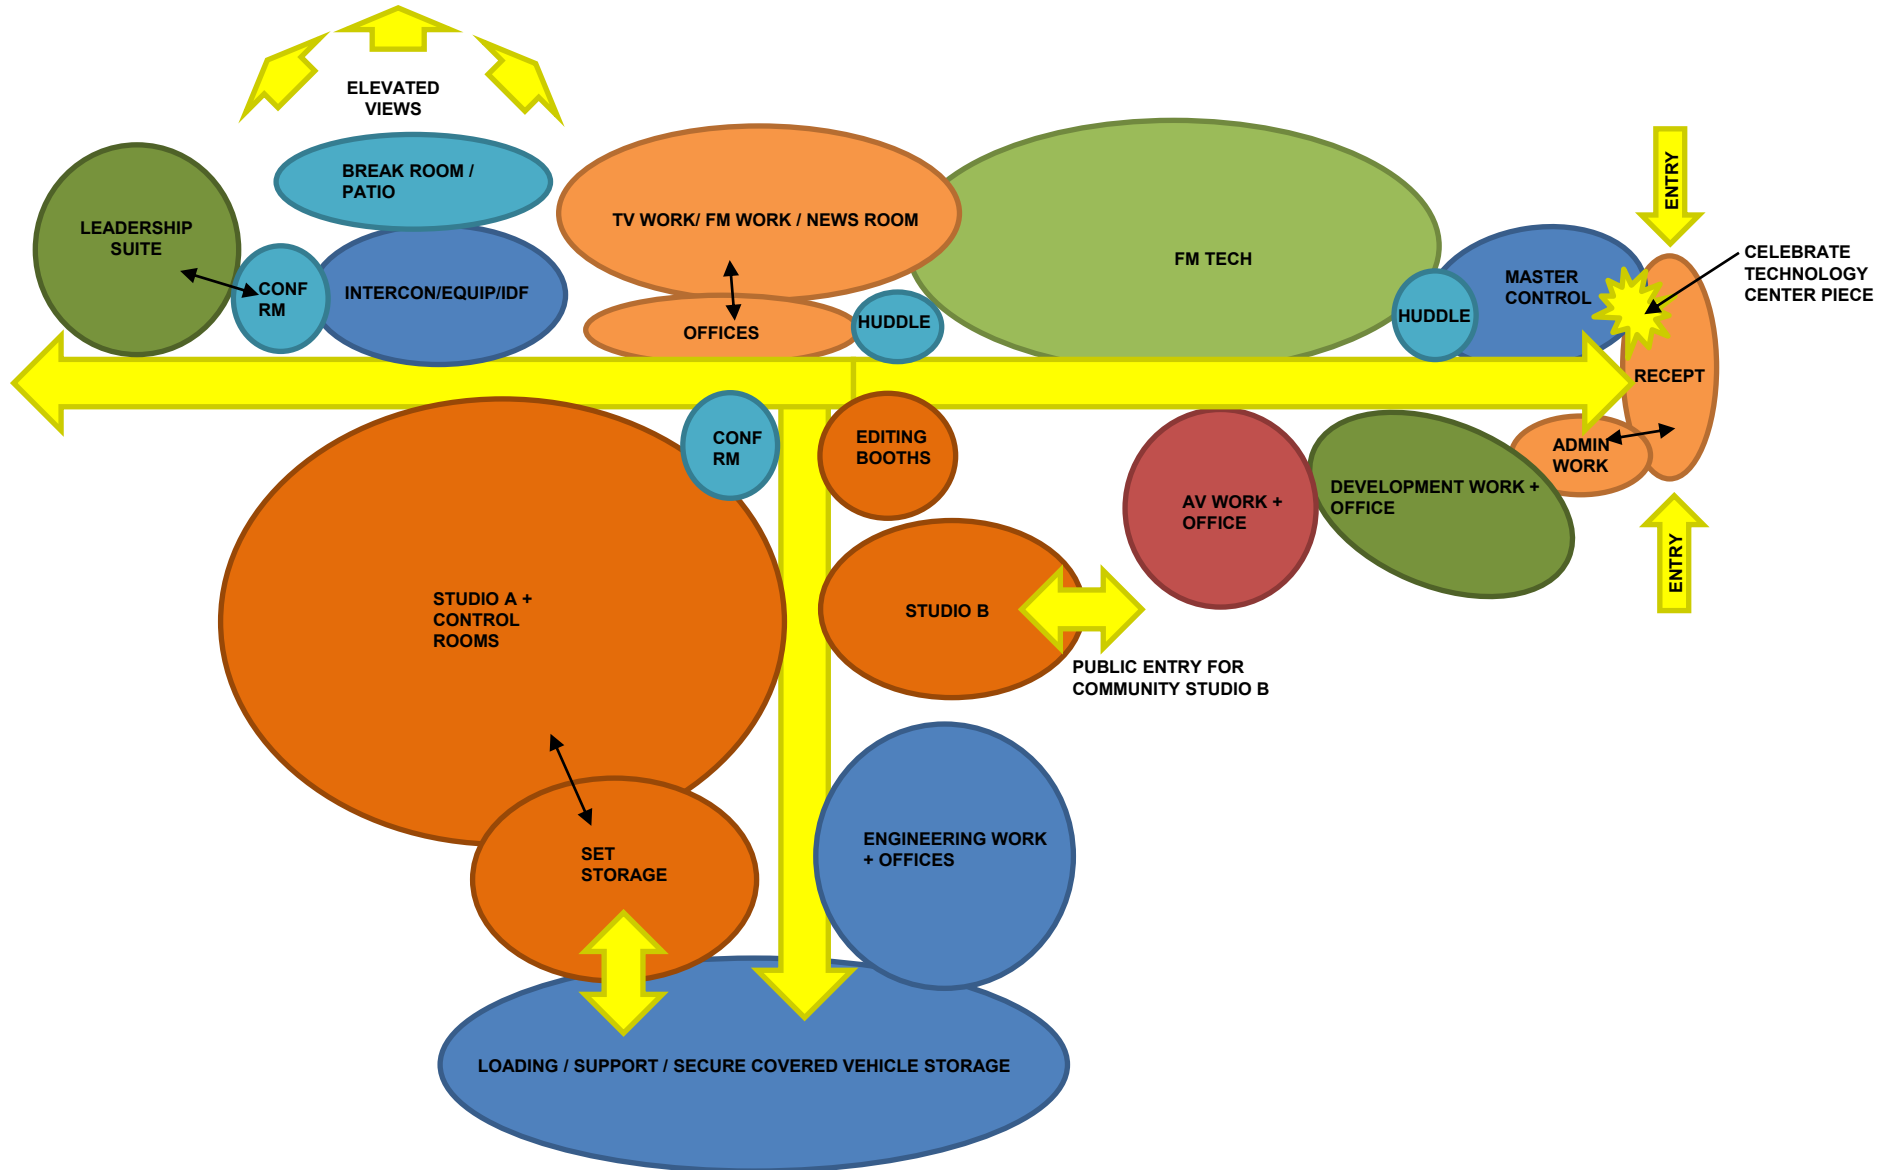 ELEVATED
VIEWS
BREAK ROOM /
PATIO
LEADERSHIP
SUITE
CONF
RM
INTERCON/EQUIP/IDF
TV WORK/ FM WORK / NEWS ROOM
OFFICES
HUDDLE
FM TECH
HUDDLE
MASTER
CONTROL
ENTRY
CELEBRATE
TECHNOLOGY
CENTER PIECE
RECEPT
CONF
RM
EDITING
BOOTHS
AV WORK +
OFFICE
DEVELOPMENT WORK +
OFFICE
ADMIN
WORK
ENTRY
STUDIO A +
CONTROL
ROOMS
STUDIO B
PUBLIC ENTRY FOR
COMMUNITY STUDIO B
SET
STORAGE
ENGINEERING WORK
+ OFFICES
LOADING / SUPPORT / SECURE COVERED VEHICLE STORAGE